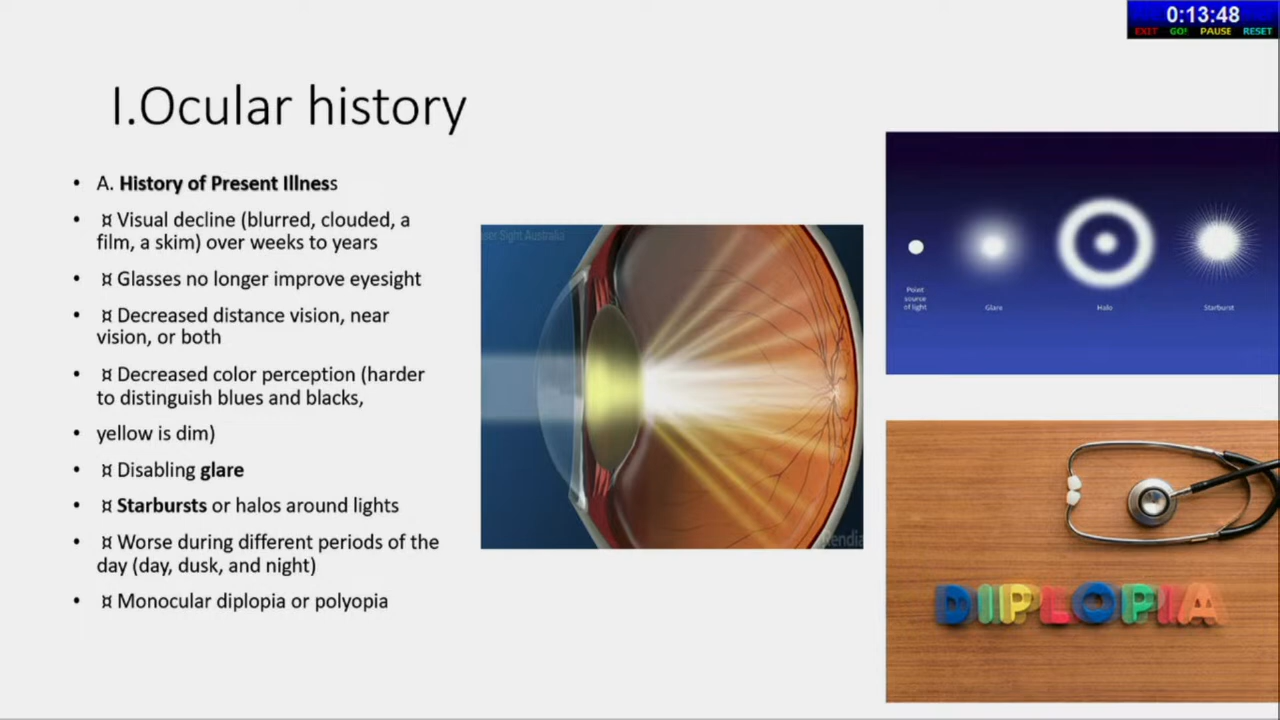 0:13:48
EXIT GO! PAUSE RESET
I.Ocular history
• A. History of Present Illness
• ¤ Visual decline (blurred, clouded, a
film, a skim) over weeks to years
• ¤ Glasses no longer improve eyesight
• ¤ Decreased distance vision, near
vision, or both
• ¤ Decreased color perception (harder
to distinguish blues and blacks,
• yellow is dim)
• ¤ Disabling glare
• ¤ Starbursts or halos around lights
• ¤ Worse during different periods of the
day (day, dusk, and night)
• ¤ Monocular diplopia or polyopia
Sight Australia
Point
source
of light
Glare
Halo
Starburst
DIPLOPIA